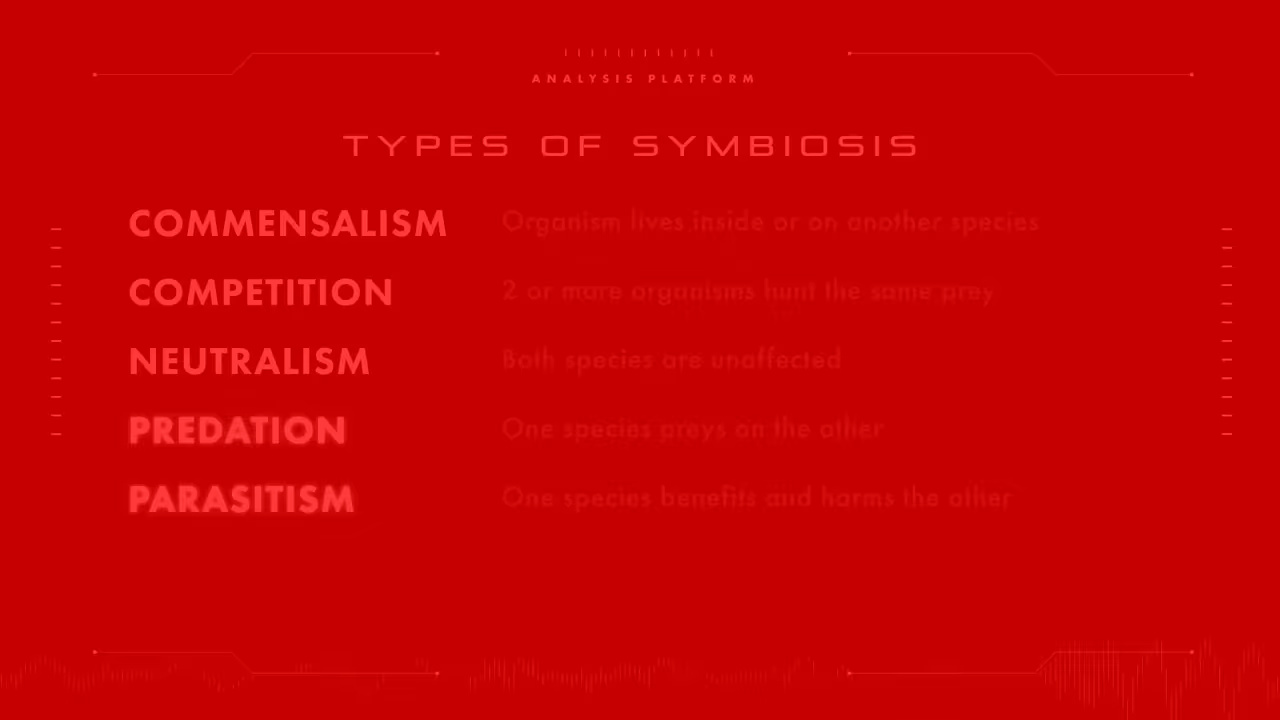 ANALYSIS PLATFORM
TYPES OF SYMBIOSIS
COMMENSALISM Organism lives inside or on another species
COMPETITION 2 or more organisms hunt the same prey
NEUTRALISM Both species are unaffected
PREDATION One species preys on the other
PARASITISM One species benefits and harms the other